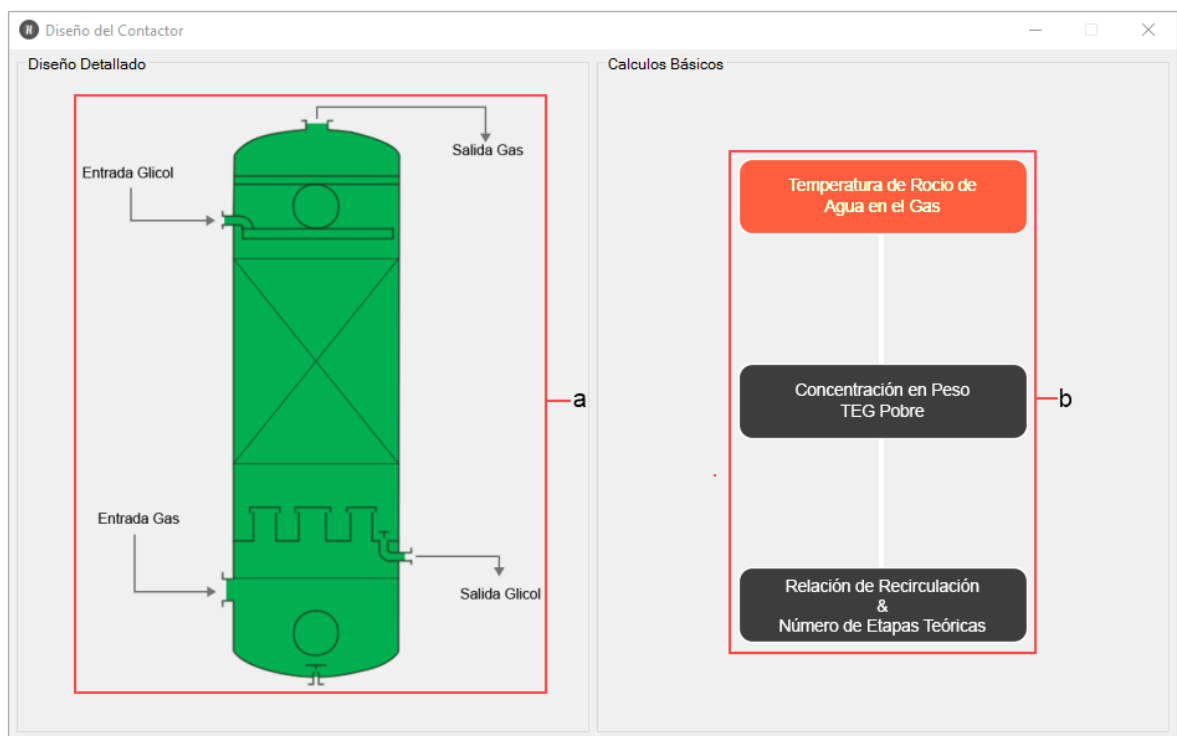 Diseño del Contactor
Diseño Detallado
Salida Gas
Entrada Glicol
Entrada Gas
Salida Glicol
a
Calculos Básicos
Temperatura de Rocio de
Agua en el Gas
Concentración en Peso
TEG Pobre
b
Relación de Recirculación
&
Número de Etapas Teóricas